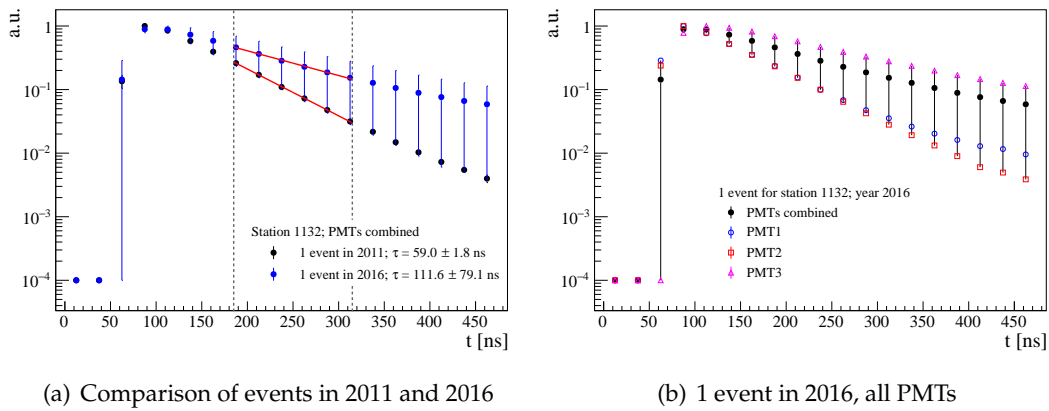 a.u.
1
10⁻¹
10⁻²
10⁻³
10⁻⁴
Station 1132; PMTs combined
1 event in 2011; τ = 59.0 ± 1.8 ns
1 event in 2016; τ = 111.6 ± 79.1 ns
0 50 100 150 200 250 300 350 400 450
t [ns]
(a) Comparison of events in 2011 and 2016
a.u.
1
10⁻¹
10⁻²
10⁻³
10⁻⁴
1 event for station 1132; year 2016
PMTs combined
PMT1
PMT2
PMT3
0 50 100 150 200 250 300 350 400 450
t [ns]
(b) 1 event in 2016, all PMTs